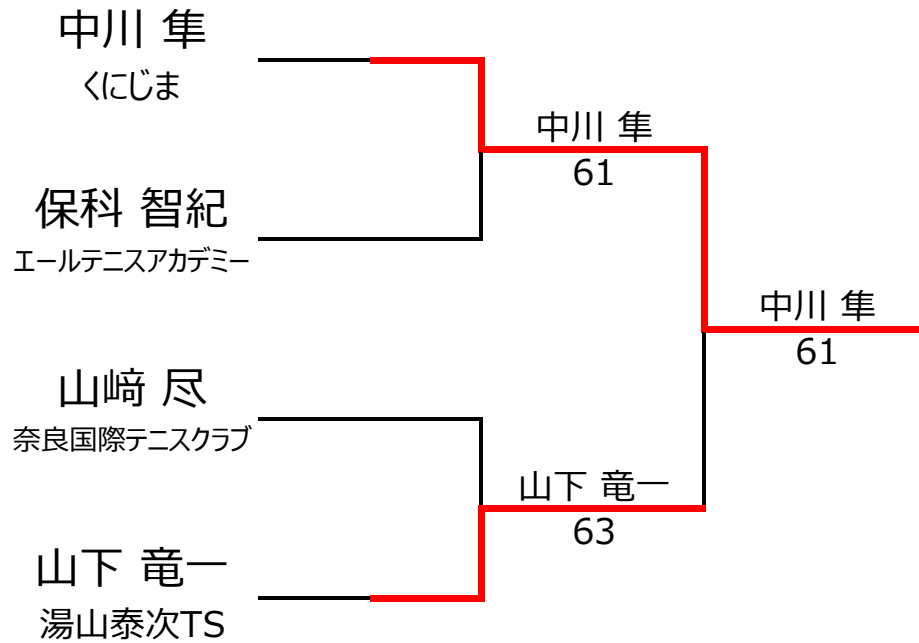 中川 隼
くにじま
中川 隼
61
保科 智紀
エールテニスアカデミー
中川 隼
61
山﨑 尽
奈良国際テニスクラブ
山下 竜一
63
山下 竜一
湯山泰次TS